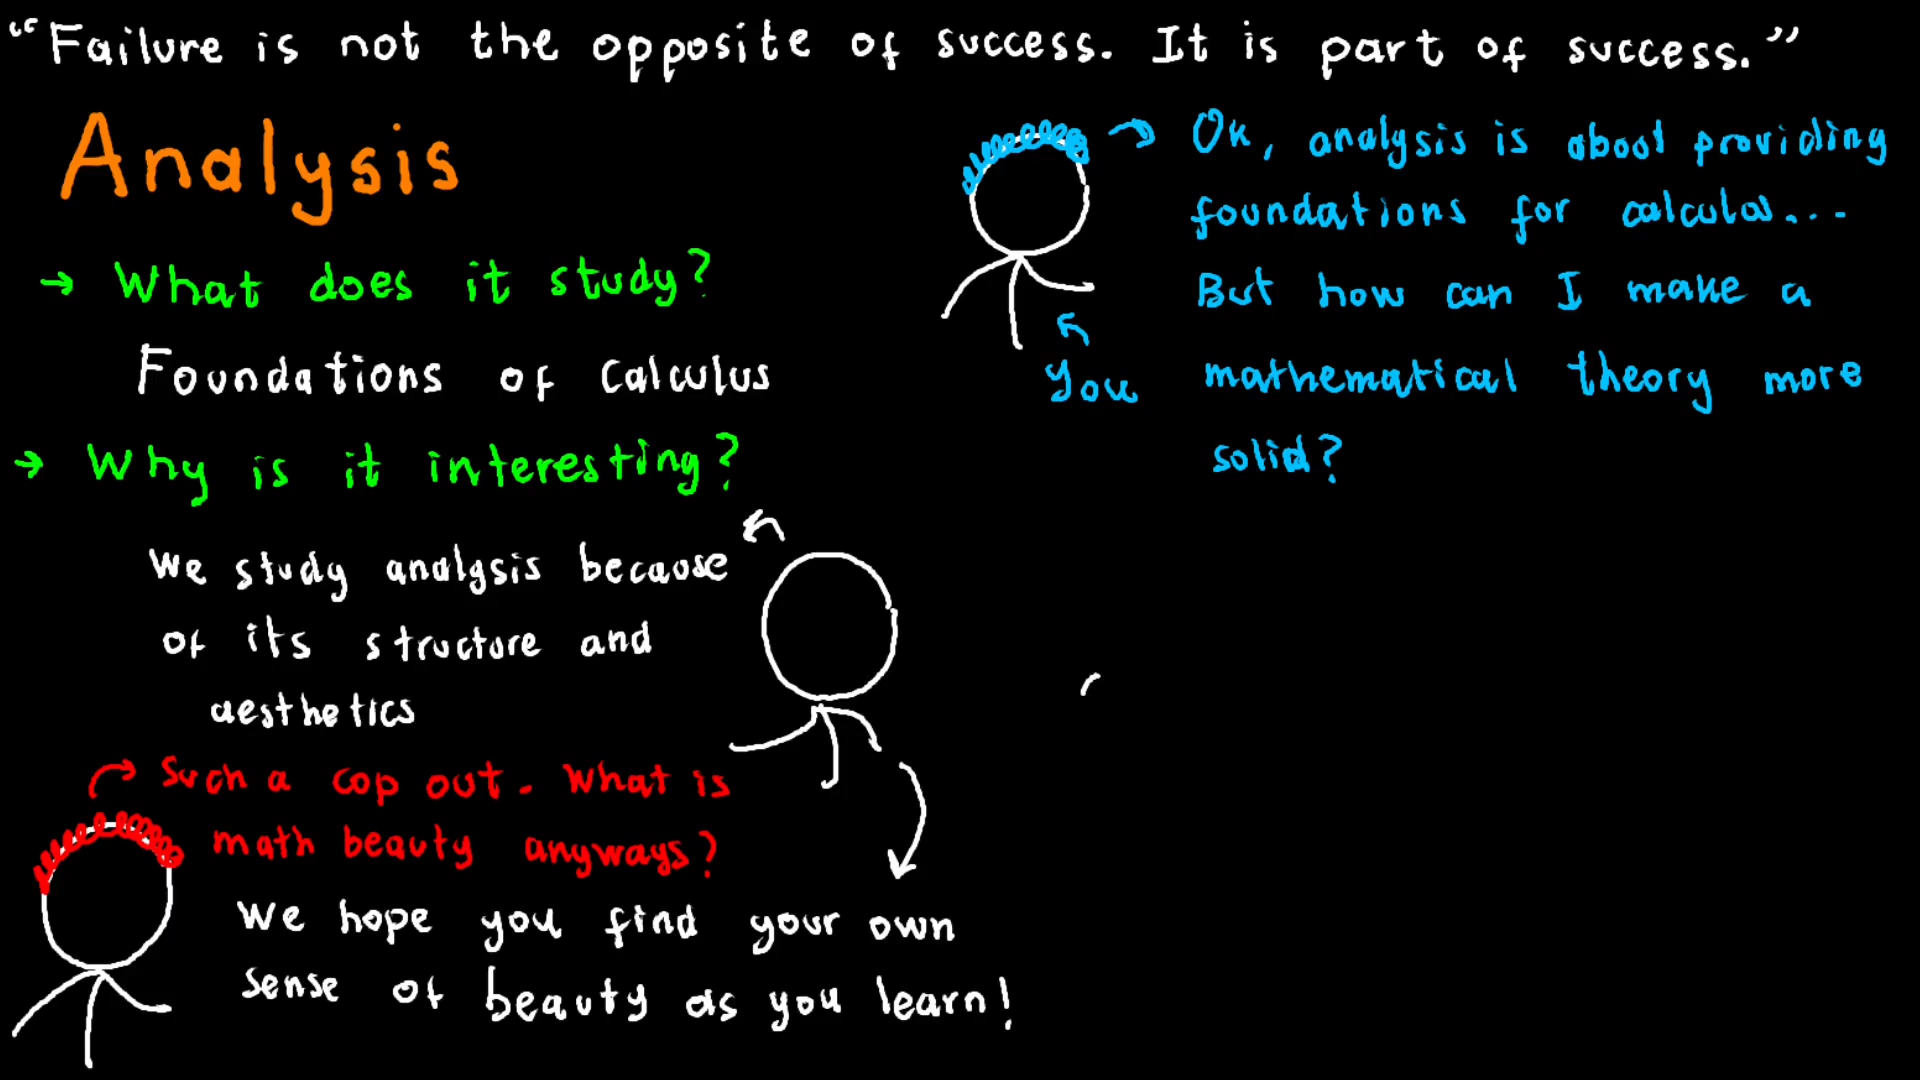 "Failure is not the opposite of success. It is part of success."
Analysis
→ What does it study?
Foundations of Calculus
→ Why is it interesting?
We study analysis because
of its structure and
aesthetics
Such a cop out. What is
math beauty anyways?
We hope you find your own
sense of beauty as you learn!
Ok, analysis is about providing
foundations for calculus...
But how can I make a
mathematical theory more
solid?
You